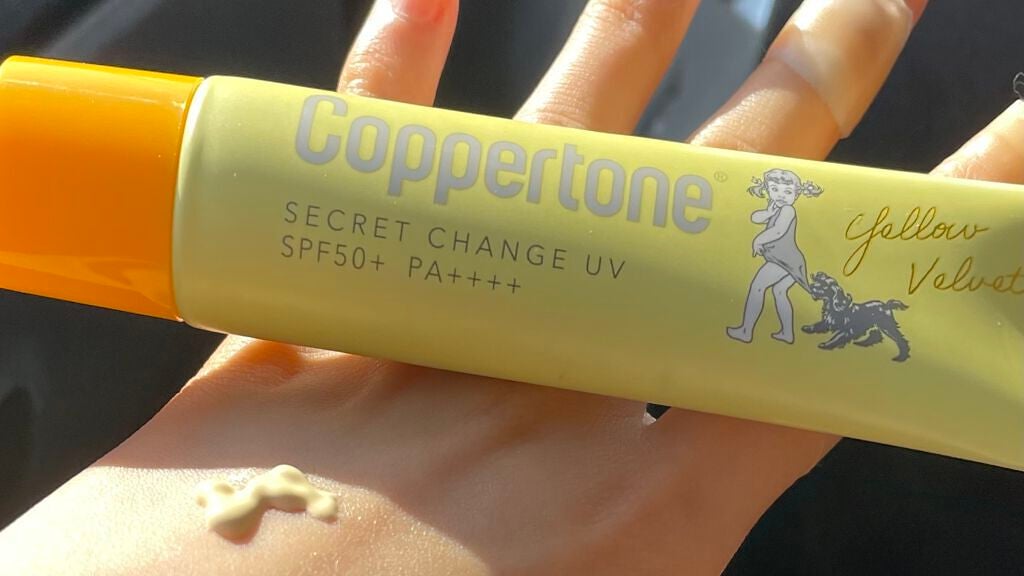 Coppertone®
SECRET CHANGE UV
SPF50+ PA++++
Yellow
Velvet